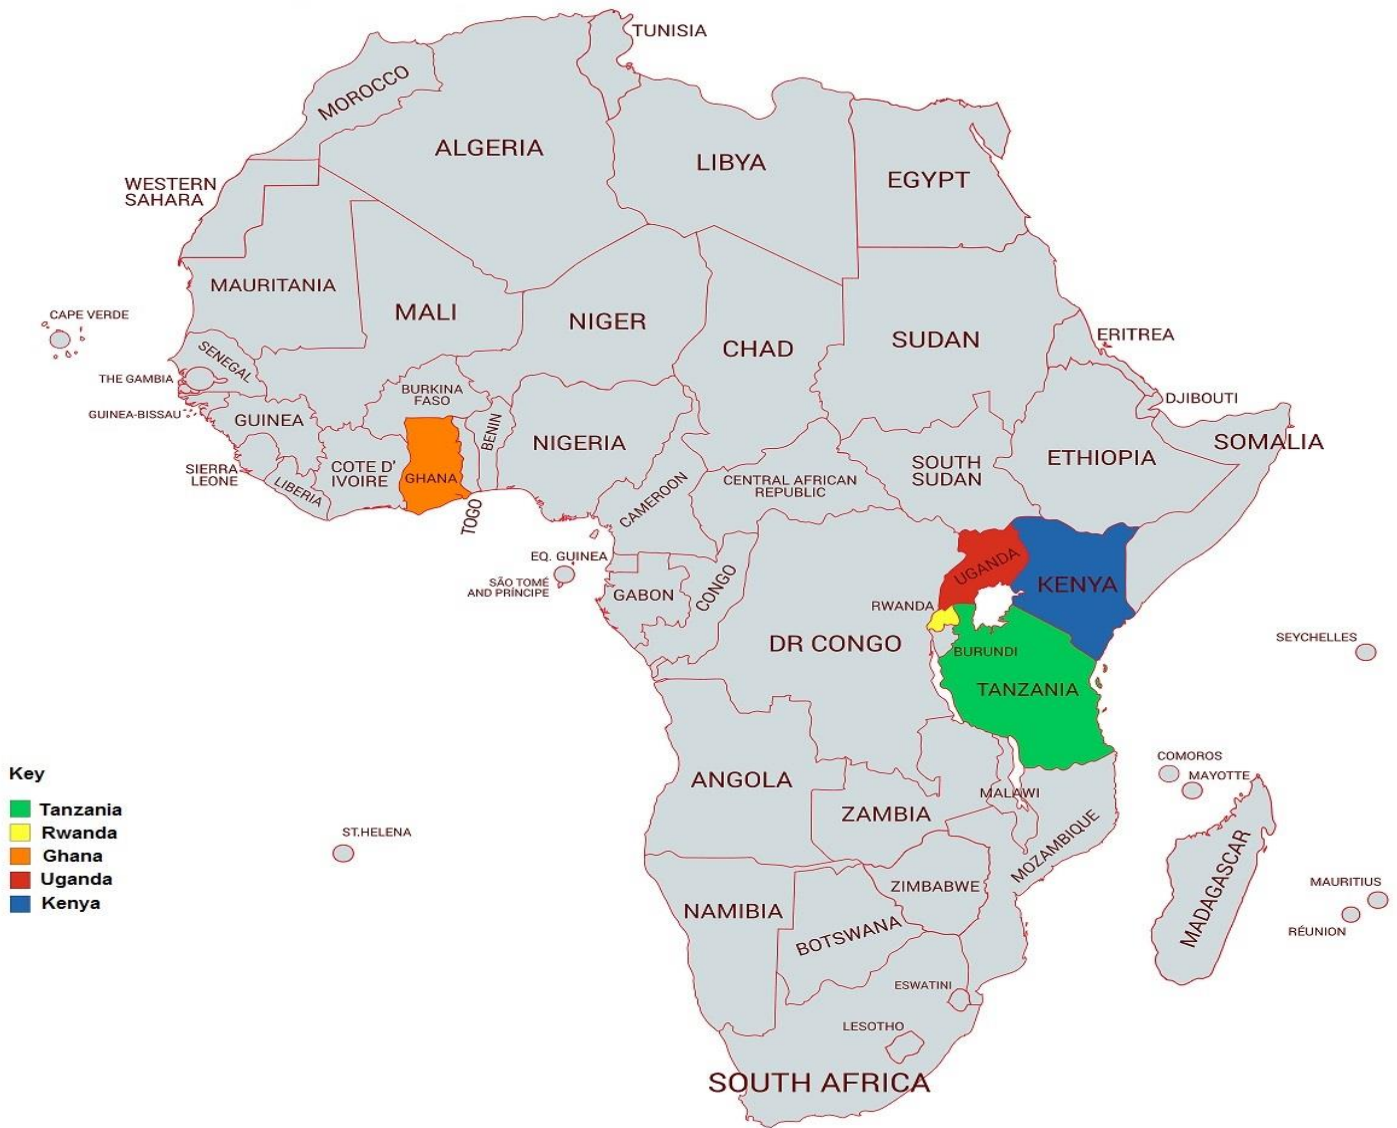 TUNISIA
MOROCCO
ALGERIA
LIBYA
EGYPT
WESTERN
SAHARA
MAURITANIA
MALI
NIGER
CHAD
SUDAN
ERITREA
CAPE VERDE
SENEGAL
THE GAMBIA
GUINEA-BISSAU
GUINEA
BURKINA
FASO
BENIN
NIGERIA
DJIBOUTI
SOMALIA
ETHIOPIA
SOUTH
SUDAN
CENTRAL AFRICAN
REPUBLIC
CAMEROON
SIERRA
LEONE
LIBERIA
COTE D'
IVOIRE
GHANA
TOGO
EQ. GUINEA
SÃO TOMÉ
AND PRÍNCIPE
GABON
CONGO
DR CONGO
UGANDA
KENYA
RWANDA
BURUNDI
TANZANIA
SEYCHELLES
COMOROS
MAYOTTE
ANGOLA
ZAMBIA
MALAWI
MOZAMBIQUE
MADAGASCAR
MAURITIUS
RÉUNION
ST.HELENA
NAMIBIA
BOTSWANA
ZIMBABWE
ESWATINI
LESOTHO
SOUTH AFRICA
Key
Tanzania
Rwanda
Ghana
Uganda
Kenya